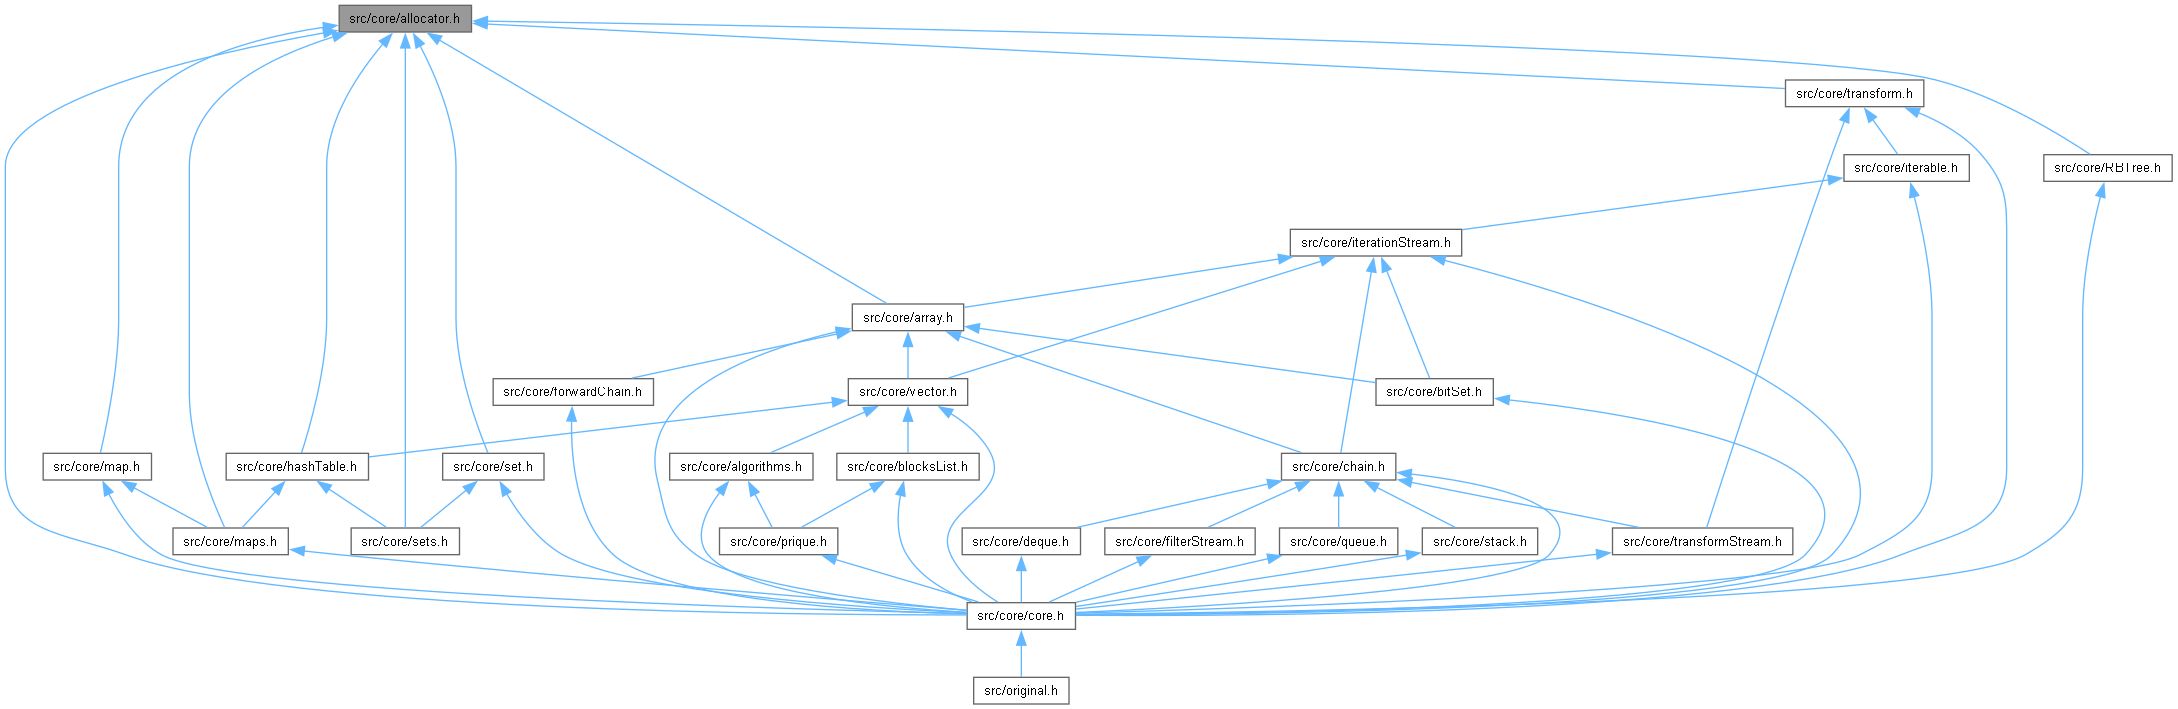 src/core/allocator.h
src/core/transform.h
src/core/iterable.h
src/core/RBTree.h
src/core/iterationStream.h
src/core/array.h
src/core/forwardChain.h
src/core/vector.h
src/core/bitSet.h
src/core/map.h
src/core/hashTable.h
src/core/set.h
src/core/algorithms.h
src/core/blocksList.h
src/core/chain.h
src/core/maps.h
src/core/sets.h
src/core/prique.h
src/core/deque.h
src/core/filterStream.h
src/core/queue.h
src/core/stack.h
src/core/transformStream.h
src/core/core.h
src/original.h